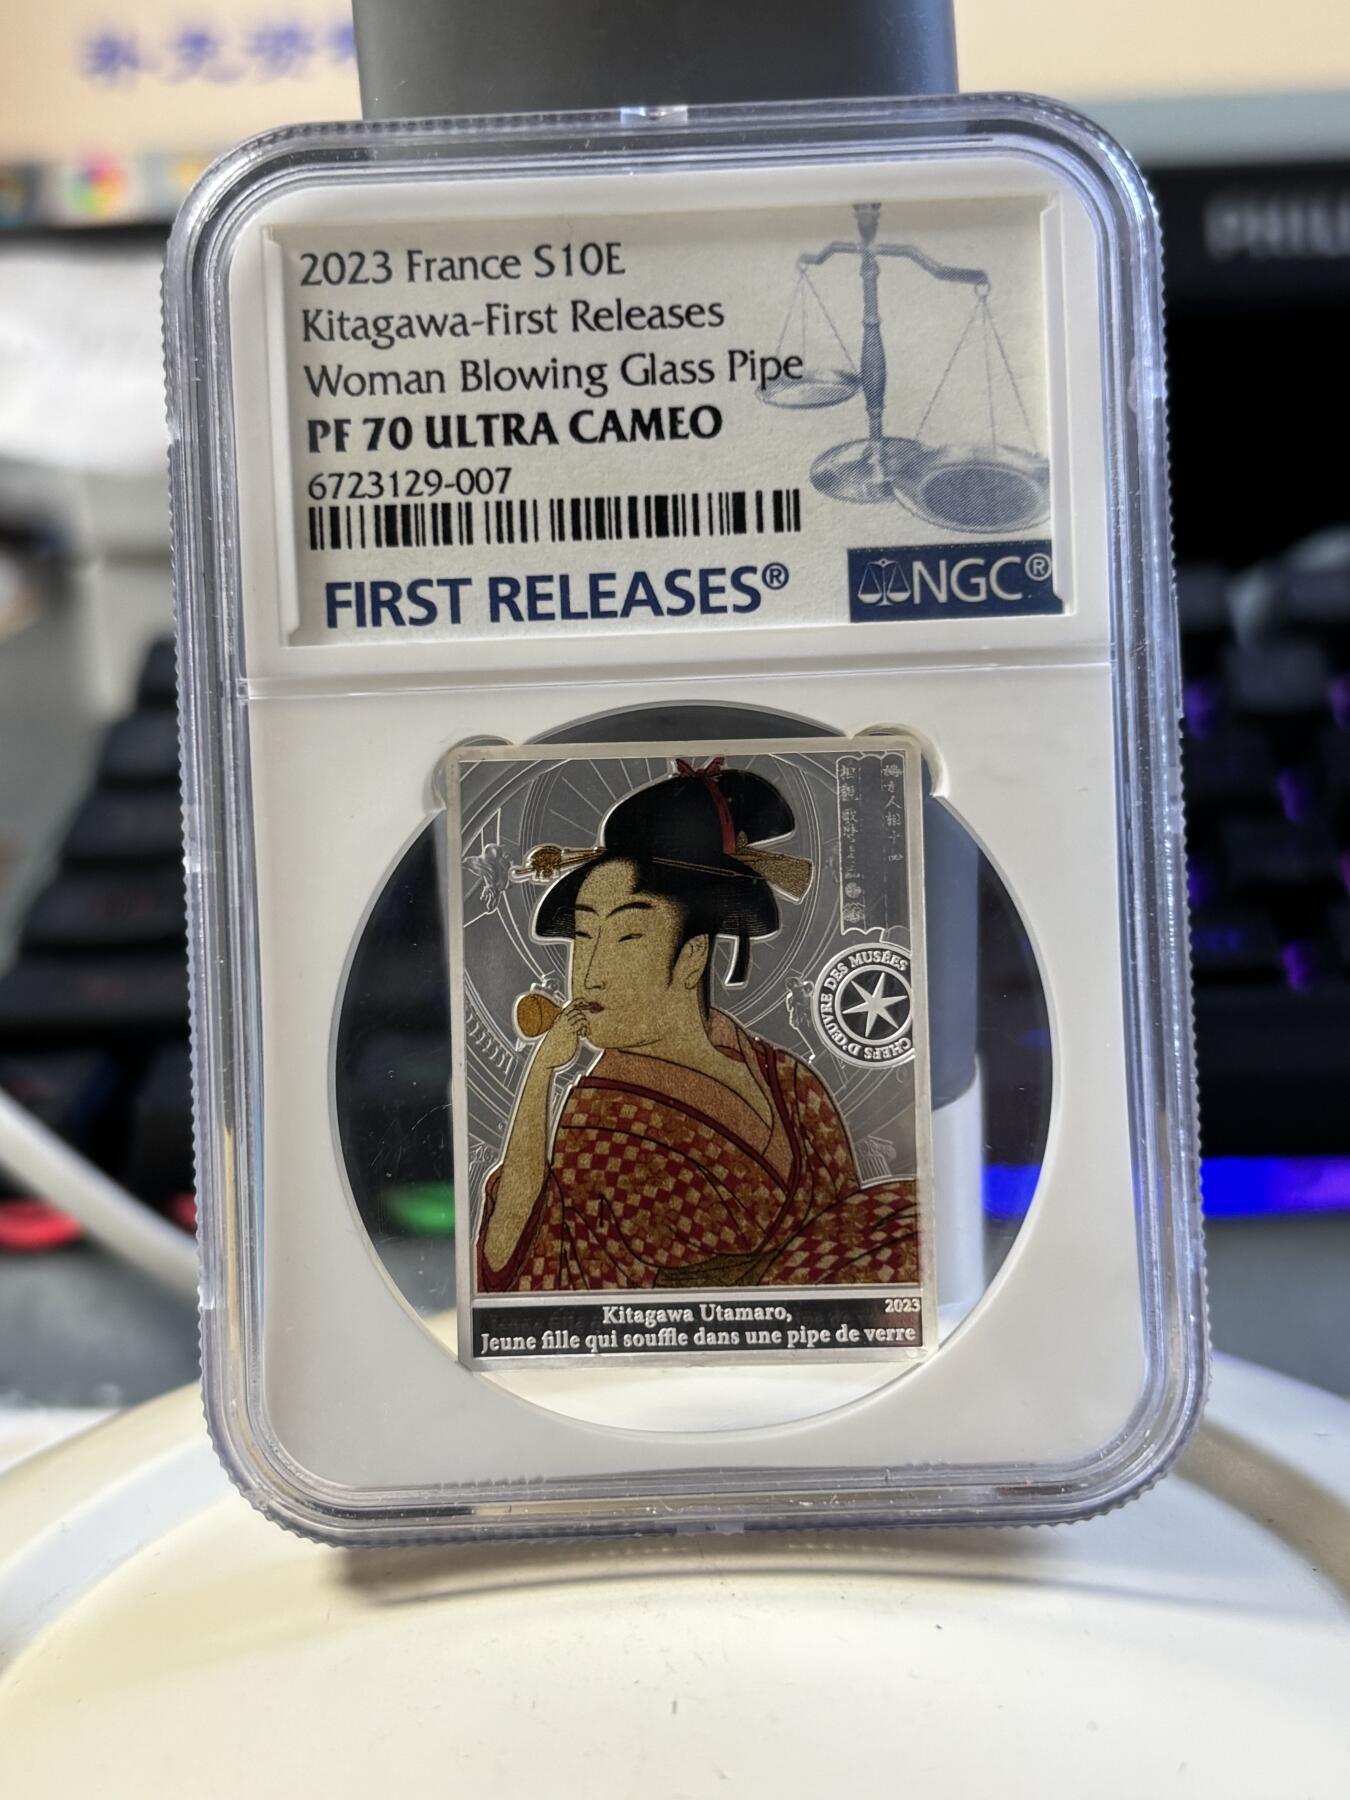 2023 France S10E
Kitagawa-First Releases
Woman Blowing Glass Pipe
PF 70 ULTRA CAMEO
6723129-007
FIRST RELEASES®
NGC®
CHEFS D'ŒUVRE DES MUSÉES
2023
Kitagawa Utamaro,
Jeune fille qui souffle dans une pipe de verre